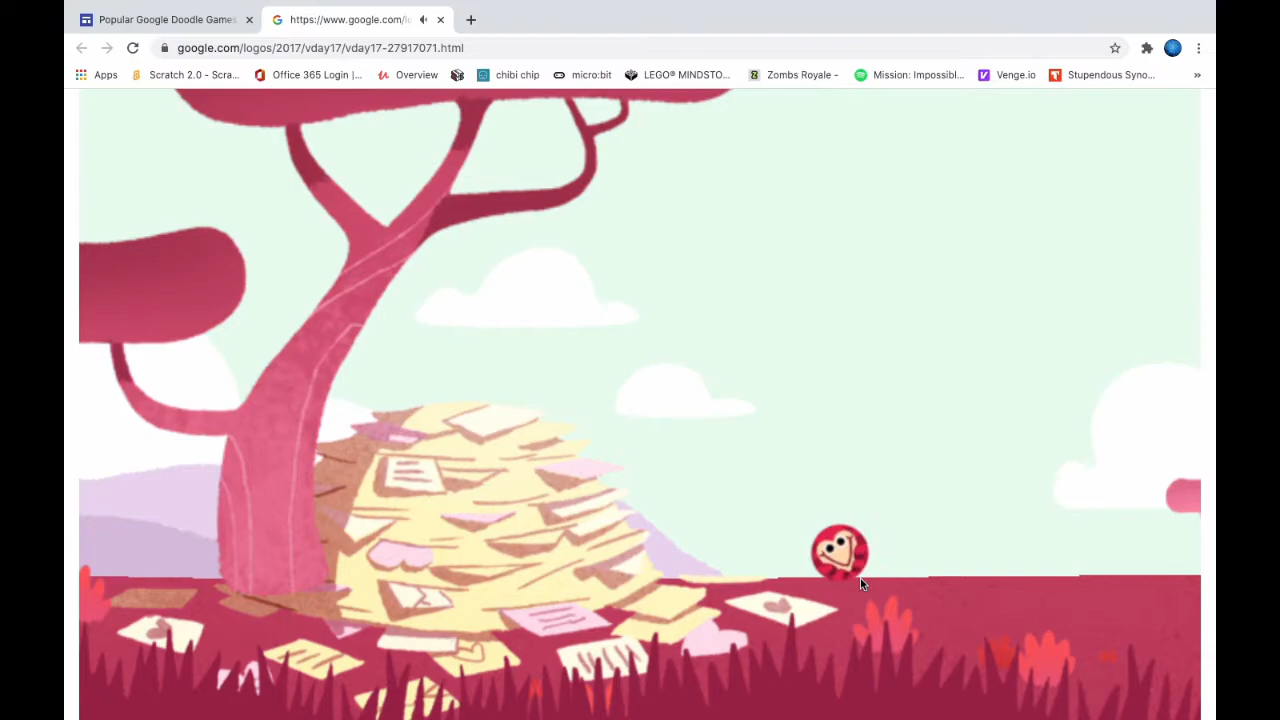 Popular Google Doodle Games
https://www.google.com/lo
google.com/logos/2017/vday17/vday17-27917071.html
Apps
Scratch 2.0 - Scra...
Office 365 Login |...
Overview
chibi chip
micro:bit
LEGO® MINDSTO...
Zombs Royale -
Mission: Impossibl...
Venge.io
Stupendous Syno...
»